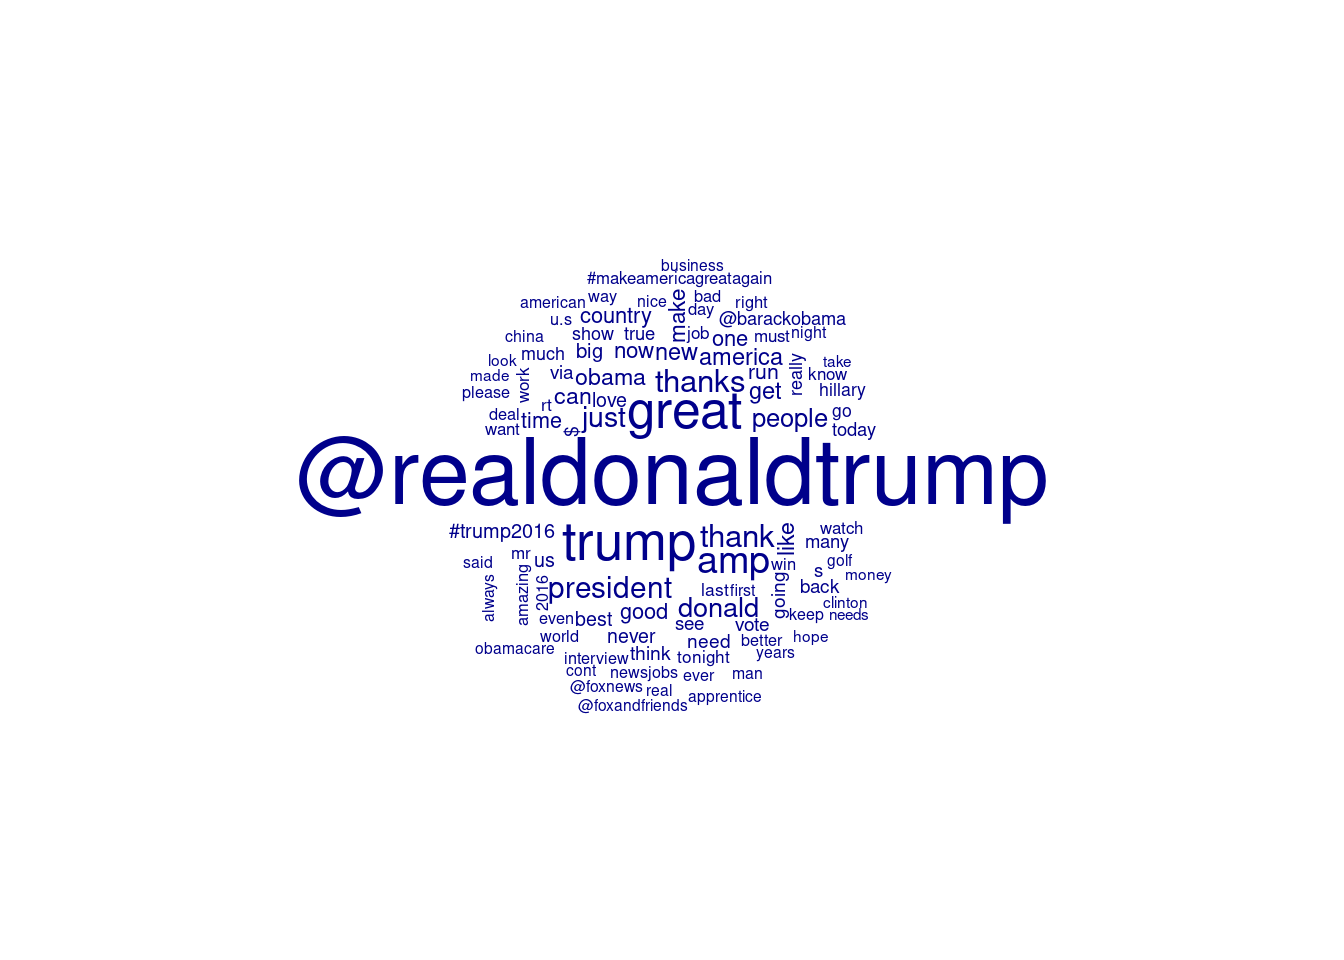 business
#makeamericagreatagain
american way nice make bad right
u.s country day @barackobama
china show true job one must night
look much big now new america really take
made work via obama thanks run know
please rt can love get hillary
deal time just great people go
want $ today
@realdonaldtrump
#trump2016 trump thank like watch
said mr us amp win many golf
always amazing 2016 president last first going s back money
even best good donald keep clinton needs
obamacare world never see vote
interview think need better hope
cont news jobs tonight years
@foxnews real ever man
@foxandfriends apprentice